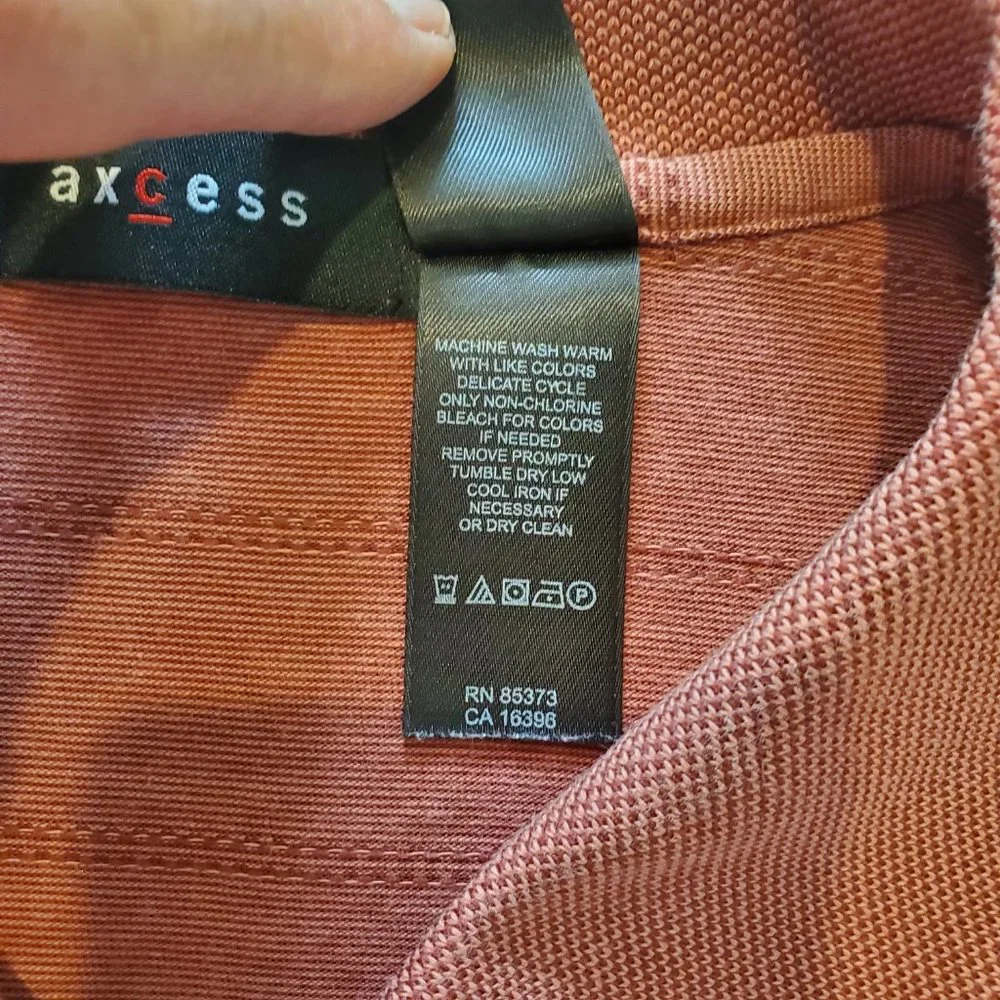 axcess
MACHINE WASH WARM
WITH LIKE COLORS
DELICATE CYCLE
ONLY NON-CHLORINE
BLEACH FOR COLORS
IF NEEDED
REMOVE PROMPTLY
TUMBLE DRY LOW
COOL IRON IF
NECESSARY
OR DRY CLEAN
P
RN 85373
CA 16396